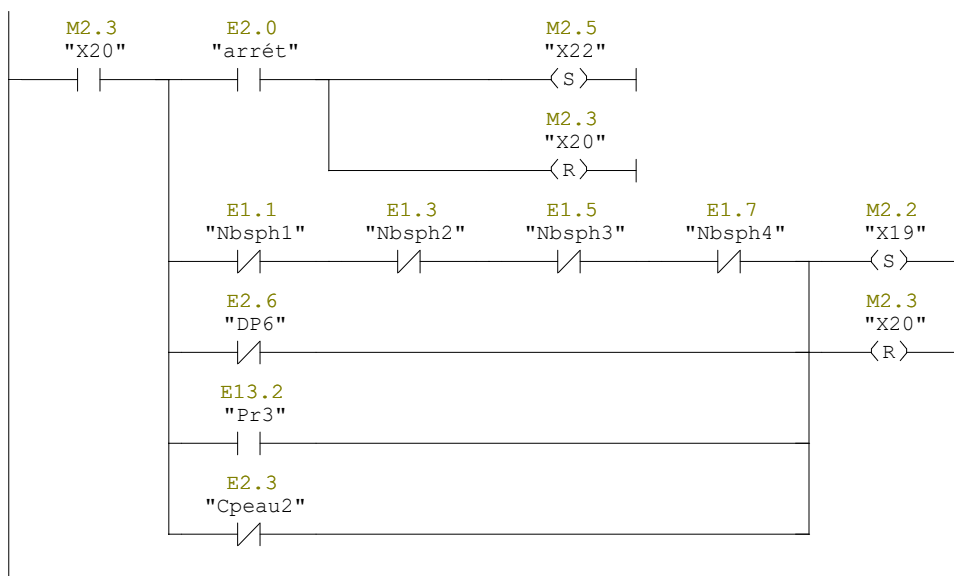 M2.3 E2.0 M2.5
"X20" "arrét" "X22"
S
M2.3
"X20"
R
E1.1 E1.3 E1.5 E1.7 M2.2
"Nbsph1" "Nbsph2" "Nbsph3" "Nbsph4" "X19"
S
E2.6 M2.3
"DP6" "X20"
R
E13.2
"Pr3"
E2.3
"Cpeau2"